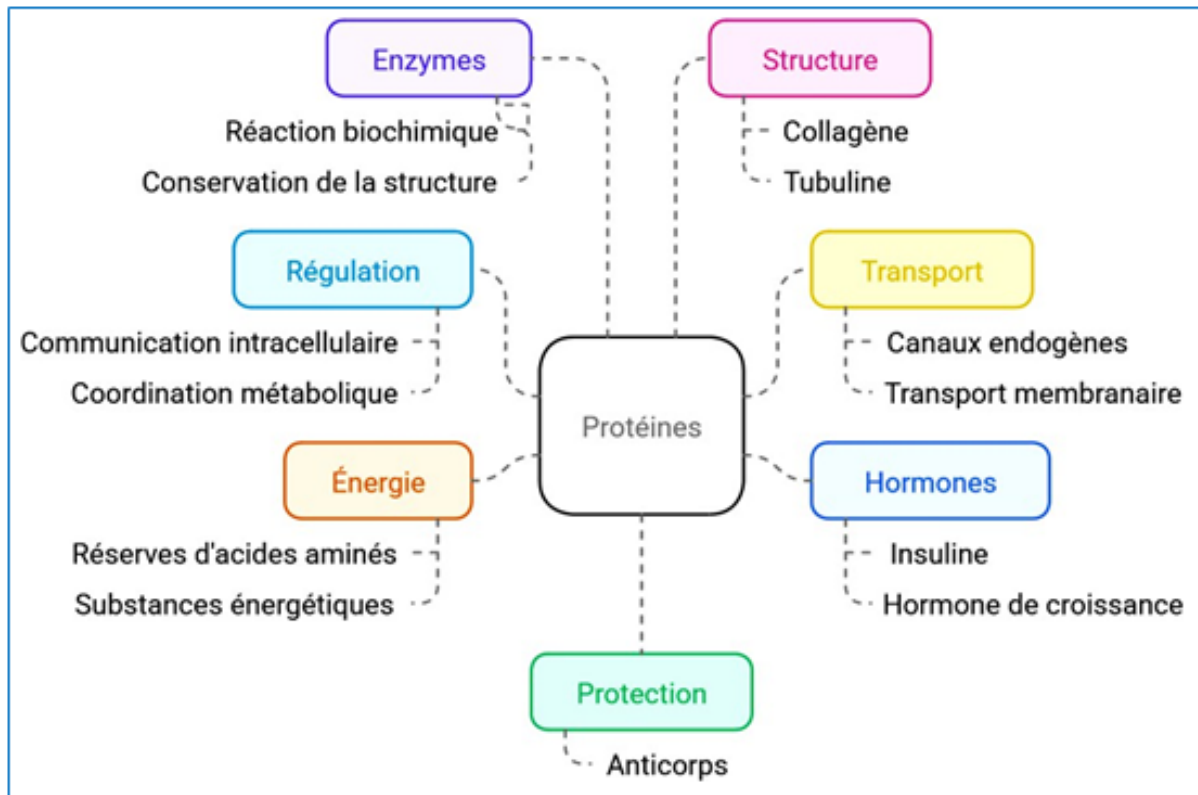 Enzymes
Réaction biochimique
Conservation de la structure
Structure
Collagène
Tubuline
Régulation
Communication intracellulaire
Coordination métabolique
Transport
Canaux endogènes
Transport membranaire
Protéines
Énergie
Réserves d'acides aminés
Substances énergétiques
Hormones
Insuline
Hormone de croissance
Protection
Anticorps